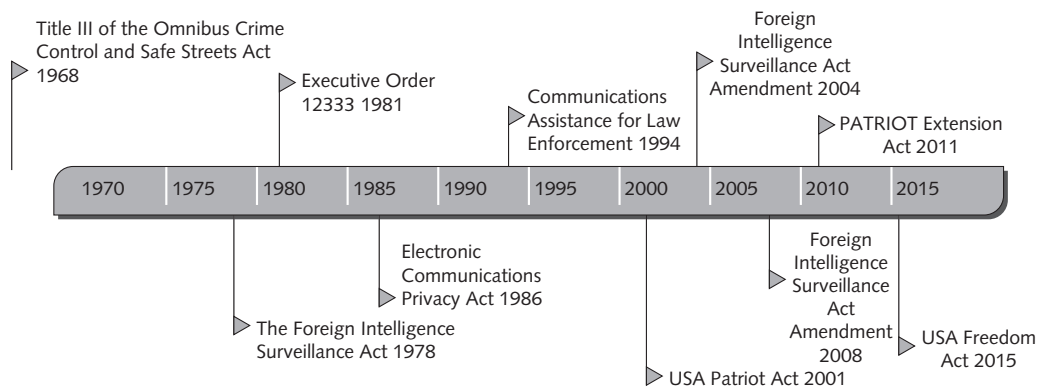 Title III of the Omnibus Crime
Control and Safe Streets Act
1968
Executive Order
12333 1981
Communications
Assistance for Law
Enforcement 1994
Foreign
Intelligence
Surveillance Act
Amendment 2004
PATRIOT Extension
Act 2011
1970 1975 1980 1985 1990 1995 2000 2005 2010 2015
The Foreign Intelligence
Surveillance Act 1978
Electronic
Communications
Privacy Act 1986
USA Patriot Act 2001
Foreign
Intelligence
Surveillance
Act
Amendment
2008
USA Freedom
Act 2015